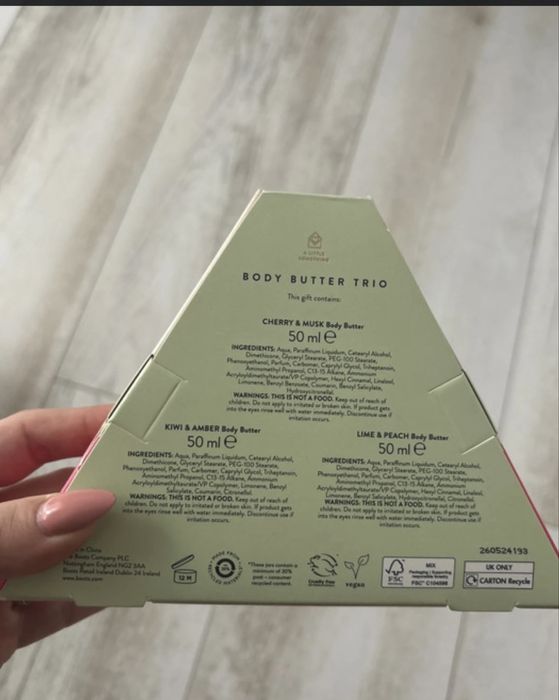 A LITTLE
SOMETHING
BODY BUTTER TRIO
This gift contains:
CHERRY & MUSK Body Butter
50 ml e
INGREDIENTS: Aqua, Paraffinum Liquidum, Cetearyl Alcohol,
Dimethicone, Glyceryl Stearate, PEG-100 Stearate,
Phenoxyethanol, Parfum, Carbomer, Caprylyl Glycol, Triheptanoin,
Aminomethyl Propanol, C13-15 Alkane, Ammonium
Acryloyldimethyltaurate/VP Copolymer, Hexyl Cinnamal, Linalool,
Limonene, Benzyl Benzoate, Coumarin, Benzyl Salicylate,
Hydroxycitronellal.
WARNINGS: THIS IS NOT A FOOD. Keep out of reach of
children. Do not apply to irritated or broken skin. If product gets
into the eyes rinse well with water immediately. Discontinue use if
irritation occurs.
KIWI & AMBER Body Butter
50 ml e
INGREDIENTS: Aqua, Paraffinum Liquidum, Cetearyl Alcohol,
Dimethicone, Glyceryl Stearate, PEG-100 Stearate,
Phenoxyethanol, Parfum, Carbomer, Caprylyl Glycol, Triheptanoin,
Aminomethyl Propanol, C13-15 Alkane, Ammonium
Acryloyldimethyltaurate/VP Copolymer, Limonene, Benzyl
Salicylate, Coumarin, Citronellol.
WARNINGS: THIS IS NOT A FOOD. Keep out of reach of
children. Do not apply to irritated or broken skin. If product gets
into the eyes rinse well with water immediately. Discontinue use if
irritation occurs.
LIME & PEACH Body Butter
50 ml e
INGREDIENTS: Aqua, Paraffinum Liquidum, Cetearyl Alcohol,
Dimethicone, Glyceryl Stearate, PEG-100 Stearate,
Phenoxyethanol, Parfum, Carbomer, Caprylyl Glycol, Triheptanoin,
Aminomethyl Propanol, C13-15 Alkane, Ammonium
Acryloyldimethyltaurate/VP Copolymer, Hexyl Cinnamal, Linalool,
Limonene, Benzyl Salicylate, Hydroxycitronellal.
WARNINGS: THIS IS NOT A FOOD. Keep out of reach of
children. Do not apply to irritated or broken skin. If product gets
into the eyes rinse well with water immediately. Discontinue use if
irritation occurs.
260524193
in China
Boots Company PLC
Nottingham England NG2 3AA
Boots Retail Ireland Dublin 24 Ireland
www.boots.com
12 M
MADE FROM
*These jars contain a
minimum of 30%
post - consumer
recycled content.
Cruelty free
vegan
FSC
MIX
Packaging | Supporting
responsible forestry
FSC® C104598
UK ONLY
CARTON Recycle